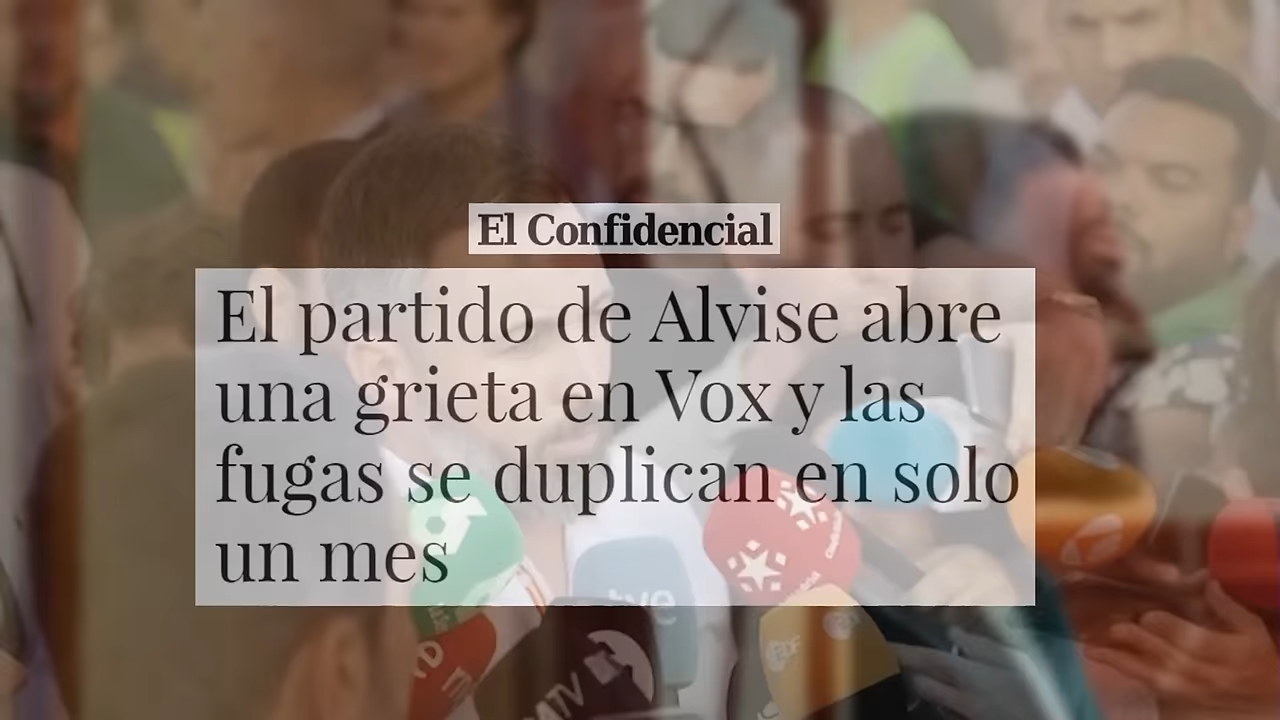 El Confidencial
El partido de Alvise abre
una grieta en Vox y las
fugas se duplican en solo
un mes
tve